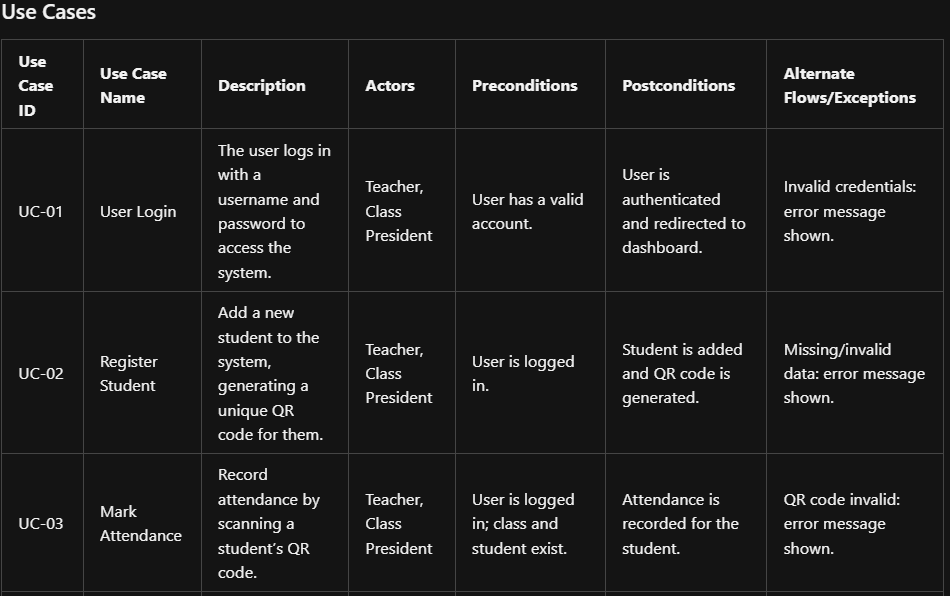 Use Cases
Use
Case
ID
Use Case
Name
Description
Actors
Preconditions
Postconditions
Alternate
Flows/Exceptions
UC-01
User Login
The user logs in
with a
username and
password to
access the
system.
Teacher,
Class
President
User has a valid
account.
User is
authenticated
and redirected to
dashboard.
Invalid credentials:
error message
shown.
UC-02
Register
Student
Add a new
student to the
system,
generating a
unique QR
code for them.
Teacher,
Class
President
User is logged
in.
Student is added
and QR code is
generated.
Missing/invalid
data: error message
shown.
UC-03
Mark
Attendance
Record
attendance by
scanning a
student’s QR
code.
Teacher,
Class
President
User is logged
in; class and
student exist.
Attendance is
recorded for the
student.
QR code invalid:
error message
shown.